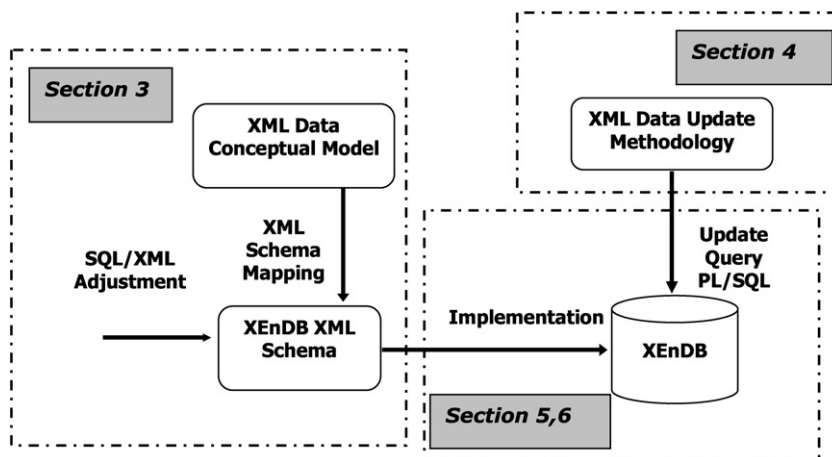 Section 3
XML Data
Conceptual Model
XML
Schema
Mapping
SQL/XML
Adjustment
XEnDB XML
Schema
Section 4
XML Data Update
Methodology
Update
Query
PL/SQL
Implementation
XEnDB
Section 5,6